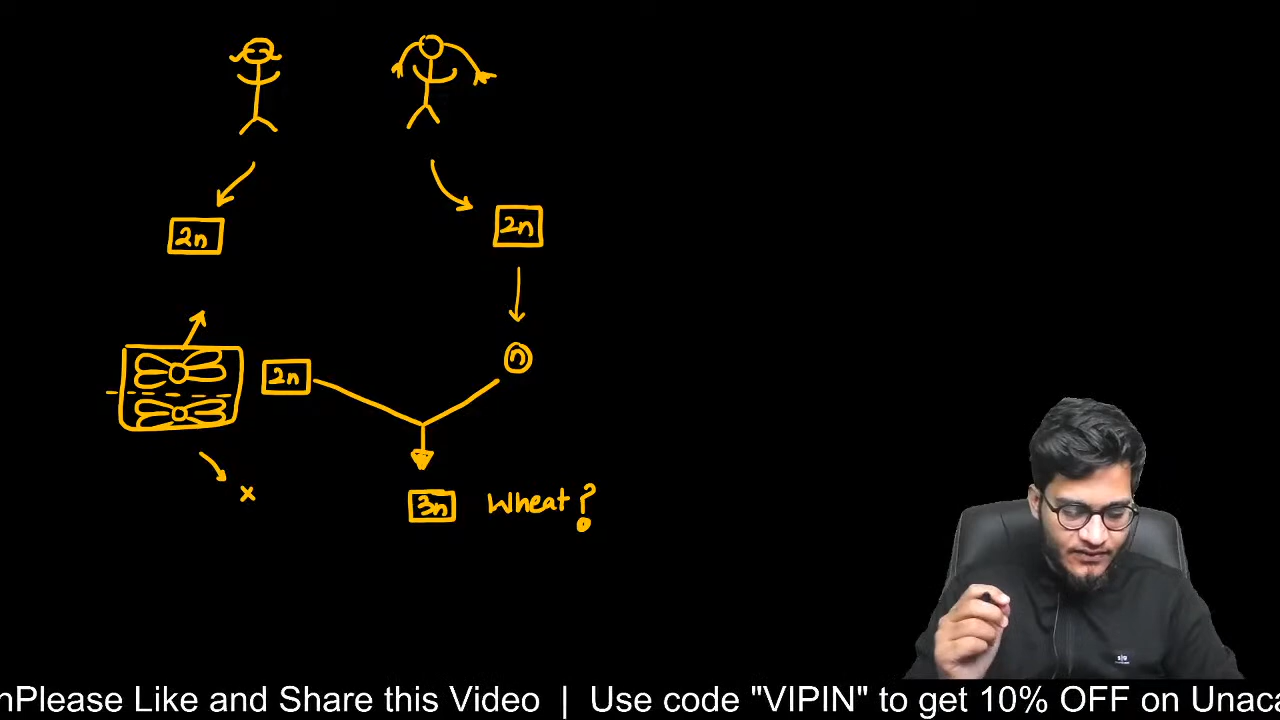 2n
2n
n
2n
x
3n
Wheat?
nPlease Like and Share this Video | Use code "VIPIN" to get 10% OFF on Unaca